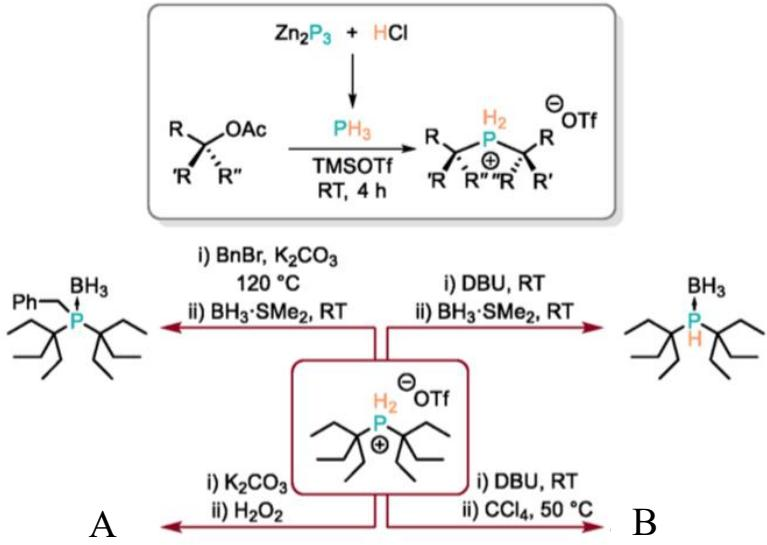 Zn₂P₃ + HCl
PH₃
TMSOTf
RT, 4 h
R
OAc
'R
R"
H₂
P
⊕
⊖
OTf
R
R
'R
R"
"R
R'
i) BnBr, K₂CO₃
120 °C
ii) BH₃·SMe₂, RT
i) DBU, RT
ii) BH₃·SMe₂, RT
BH₃
Ph
P
BH₃
P
H
⊖
OTf
H₂
P
⊕
i) K₂CO₃
ii) H₂O₂
i) DBU, RT
ii) CCl₄, 50 °C
A
B